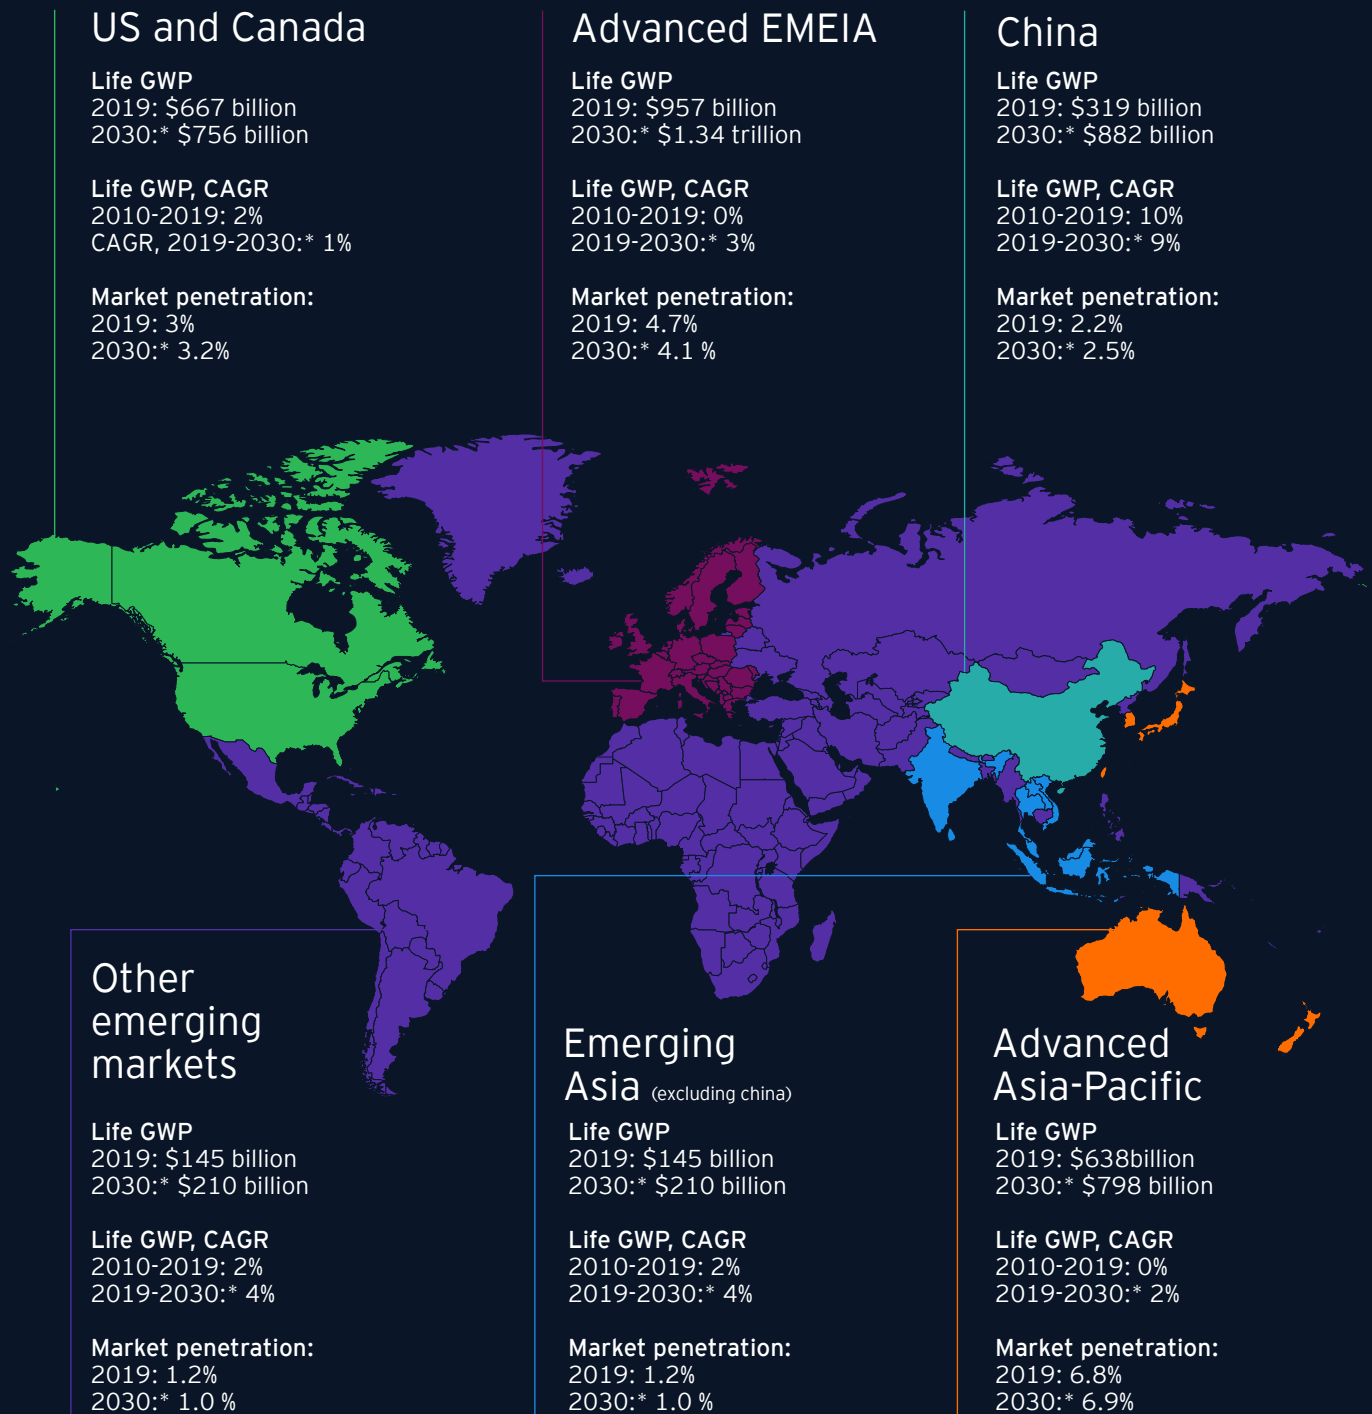 US and Canada
Life GWP
2019: $667 billion
2030:* $756 billion
Life GWP, CAGR
2010-2019: 2%
CAGR, 2019-2030:* 1%
Market penetration:
2019: 3%
2030:* 3.2%
Advanced EMEIA
Life GWP
2019: $957 billion
2030:* $1.34 trillion
Life GWP, CAGR
2010-2019: 0%
2019-2030:* 3%
Market penetration:
2019: 4.7%
2030:* 4.1 %
China
Life GWP
2019: $319 billion
2030:* $882 billion
Life GWP, CAGR
2010-2019: 10%
2019-2030:* 9%
Market penetration:
2019: 2.2%
2030:* 2.5%
Other
emerging
markets
Life GWP
2019: $145 billion
2030:* $210 billion
Life GWP, CAGR
2010-2019: 2%
2019-2030:* 4%
Market penetration:
2019: 1.2%
2030:* 1.0 %
Emerging
Asia (excluding china)
Life GWP
2019: $145 billion
2030:* $210 billion
Life GWP, CAGR
2010-2019: 2%
2019-2030:* 4%
Market penetration:
2019: 1.2%
2030:* 1.0 %
Advanced
Asia-Pacific
Life GWP
2019: $638billion
2030:* $798 billion
Life GWP, CAGR
2010-2019: 0%
2019-2030:* 2%
Market penetration:
2019: 6.8%
2030:* 6.9%